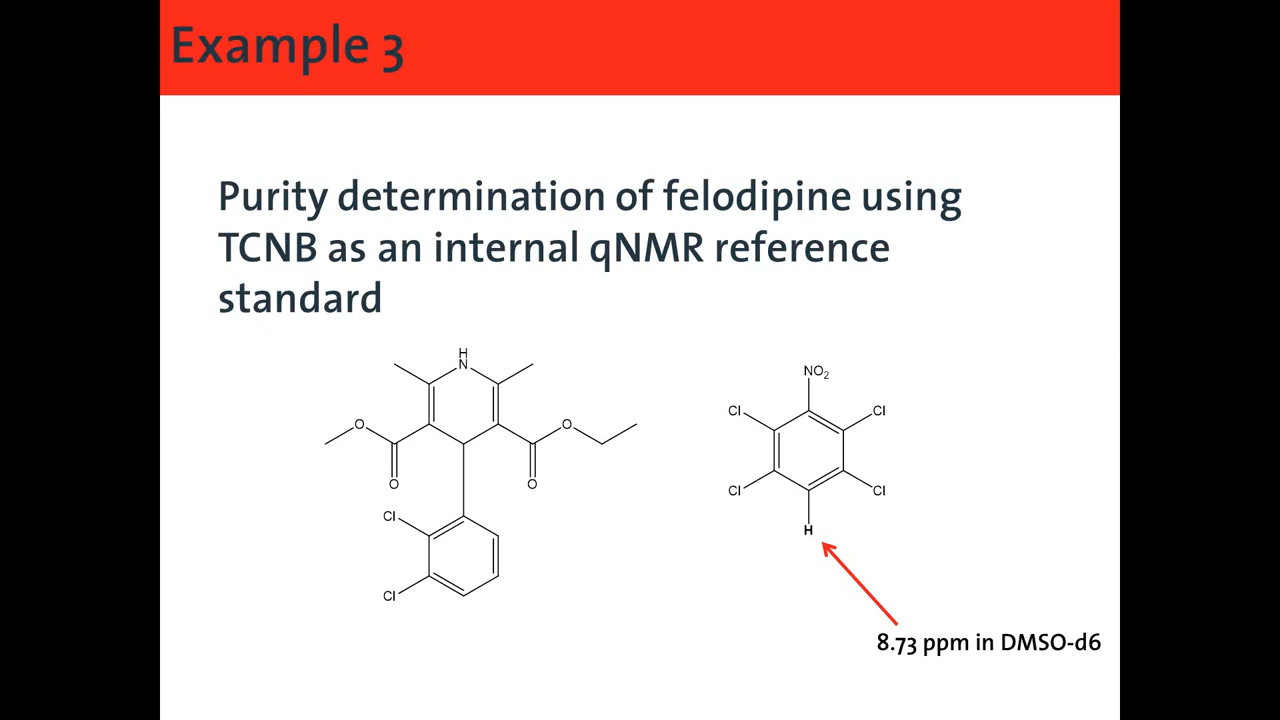 Example 3
Purity determination of felodipine using
TCNB as an internal qNMR reference
standard
H
N
O
O
O
O
Cl
Cl
NO2
Cl
Cl
Cl
Cl
H
8.73 ppm in DMSO-d6